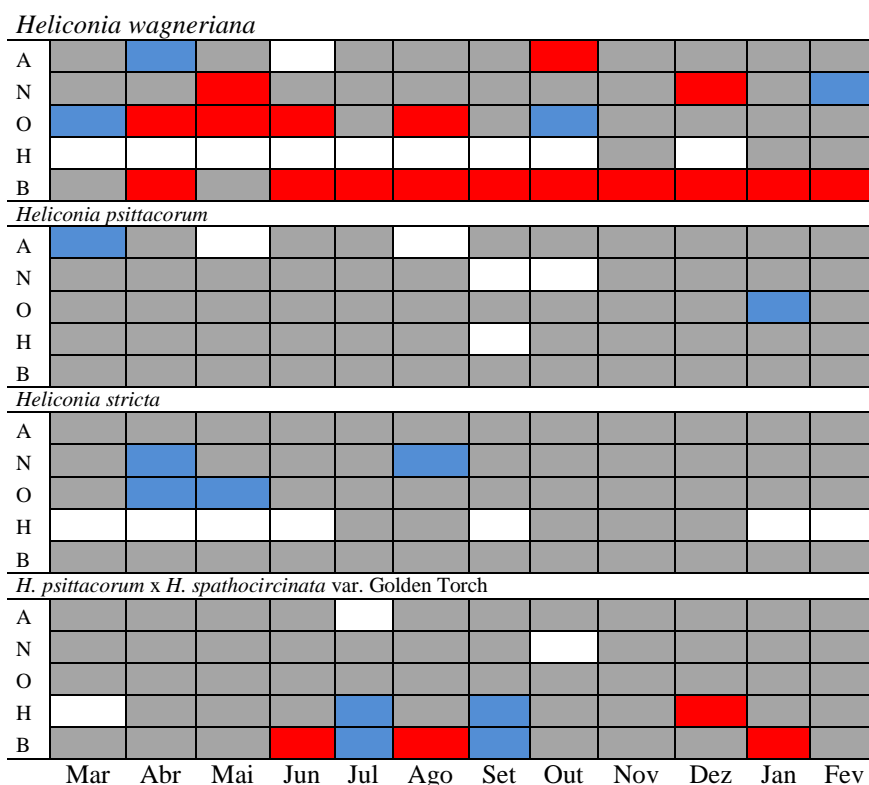 Heliconia wagneriana
A
N
O
H
B
Heliconia psittacorum
A
N
O
H
B
Heliconia stricta
A
N
O
H
B
H. psittacorum x H. spathocircinata var. Golden Torch
A
N
O
H
B
Mar Abr Mai Jun Jul Ago Set Out Nov Dez Jan Fev